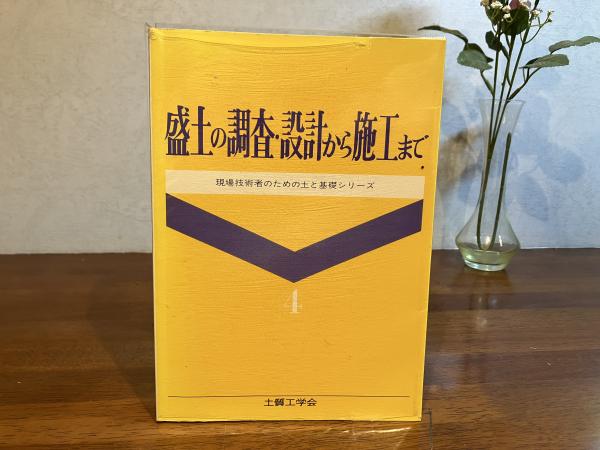 盛土の調査・設計から施工まで
現場技術者のための土と基礎シリーズ
4
土質工学会